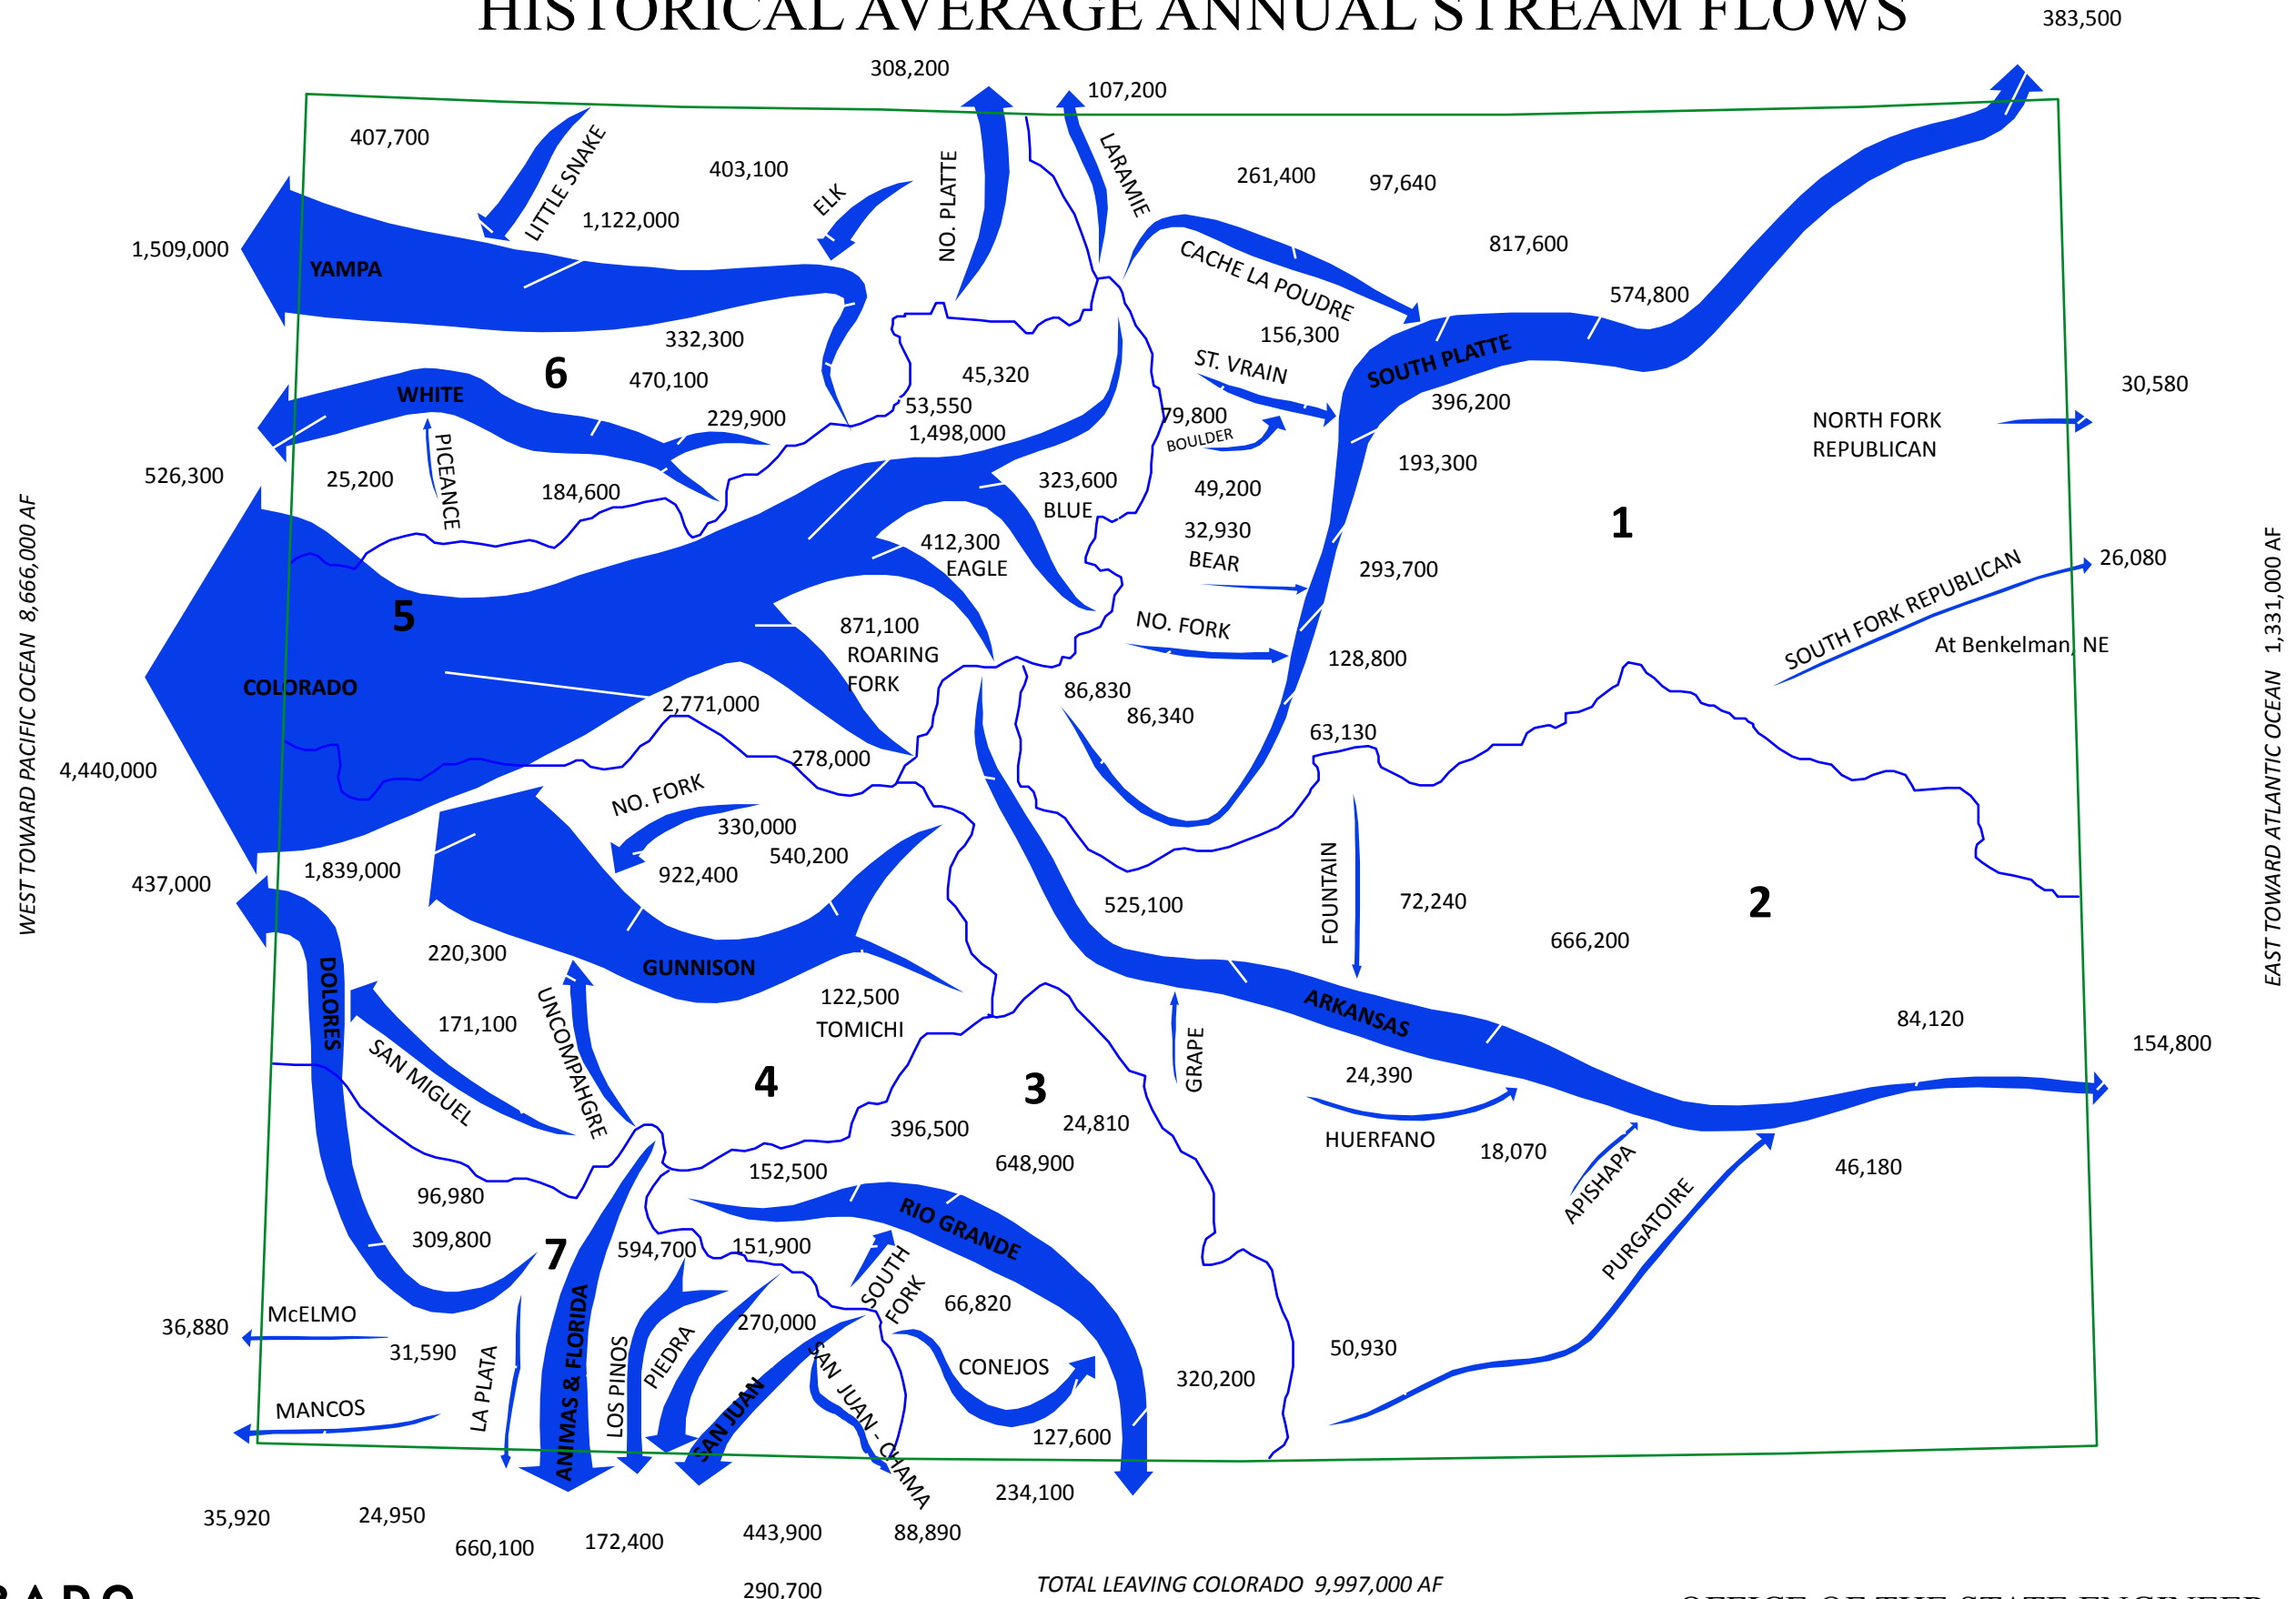 HISTORICAL AVERAGE ANNUAL STREAM FLOWS
383,500
308,200
107,200
407,700
LITTLE SNAKE
403,100
ELK
NO. PLATTE
LARAMIE
261,400
97,640
1,122,000
1,509,000
YAMPA
CACHE LA POUDRE
817,600
574,800
332,300
156,300
6
470,100
45,320
ST. VRAIN
SOUTH PLATTE
30,580
WHITE
53,550
229,900
1,498,000
79,800
BOULDER
396,200
NORTH FORK
REPUBLICAN
526,300
25,200
PICEANCE
184,600
323,600
BLUE
193,300
49,200
1
32,930
BEAR
412,300
EAGLE
293,700
26,080
SOUTH FORK REPUBLICAN
At Benkelman, NE
WEST TOWARD PACIFIC OCEAN 8,666,000 AF
EAST TOWARD ATLANTIC OCEAN 1,331,000 AF
5
871,100
ROARING
FORK
NO. FORK
128,800
COLORADO
2,771,000
86,830
86,340
63,130
4,440,000
278,000
NO. FORK
330,000
540,200
437,000
1,839,000
922,400
525,100
FOUNTAIN
72,240
2
666,200
220,300
DOLORES
GUNNISON
122,500
TOMICHI
171,100
UNCOMPAHGRE
SAN MIGUEL
ARKANSAS
84,120
154,800
4
3
GRAPE
24,390
396,500
24,810
HUERFANO
18,070
APISHAPA
46,180
152,500
648,900
96,980
RIO GRANDE
PURGATOIRE
309,800
7
594,700
151,900
SOUTH
FORK
66,820
McELMO
36,880
31,590
270,000
50,930
LA PLATA
ANIMAS & FLORIDA
LOS PINOS
PIEDRA
SAN JUAN
SAN JUAN - CHAMA
CONEJOS
320,200
MANCOS
127,600
234,100
35,920
24,950
660,100
172,400
443,900
88,890
290,700
TOTAL LEAVING COLORADO 9,997,000 AF
OFFICE OF THE STATE ENGINEER